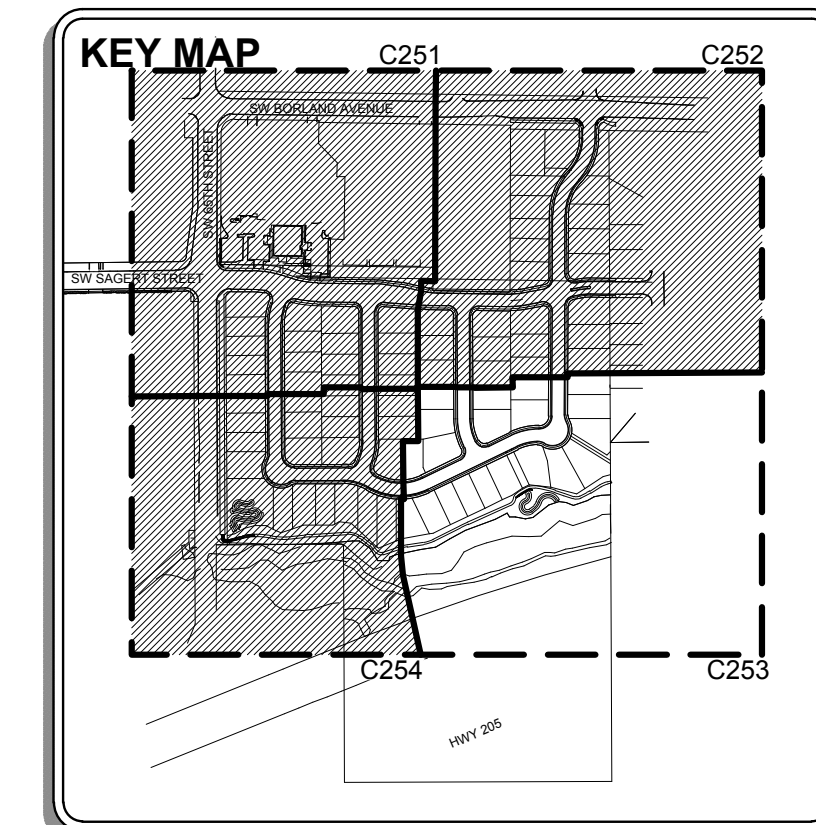 KEY MAP
C251
C252
SW BORLAND AVENUE
SW 65TH STREET
SW SAGERT STREET
C254
C253
HWY 205